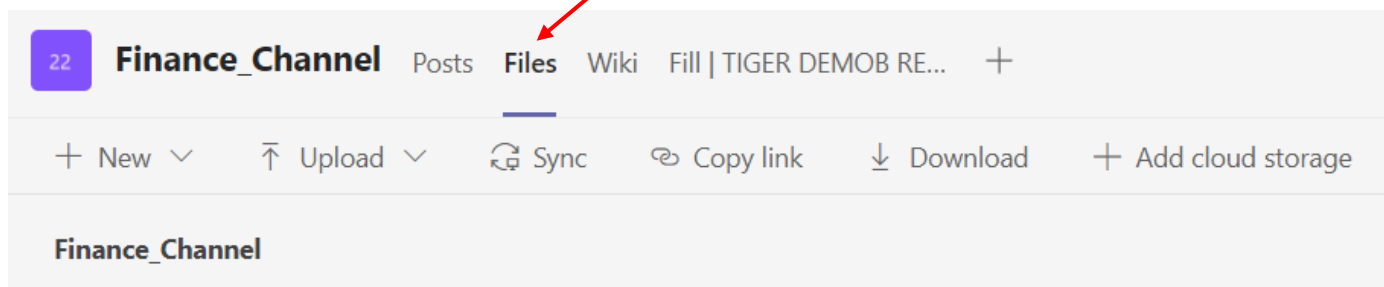 22 Finance_Channel Posts Files Wiki Fill | TIGER DEMOB RE...
New Upload Sync Copy link Download Add cloud storage
Finance_Channel